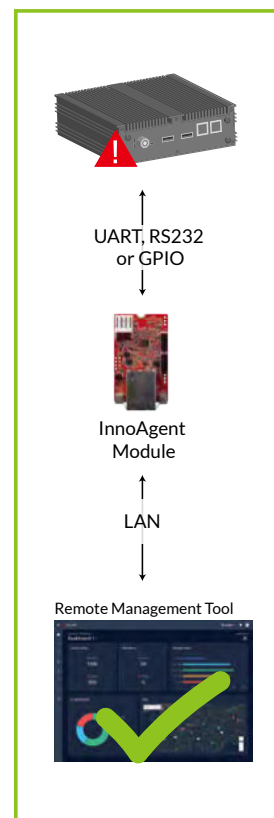 UART, RS232
or GPIO
InnoAgent
Module
LAN
Remote Management Tool